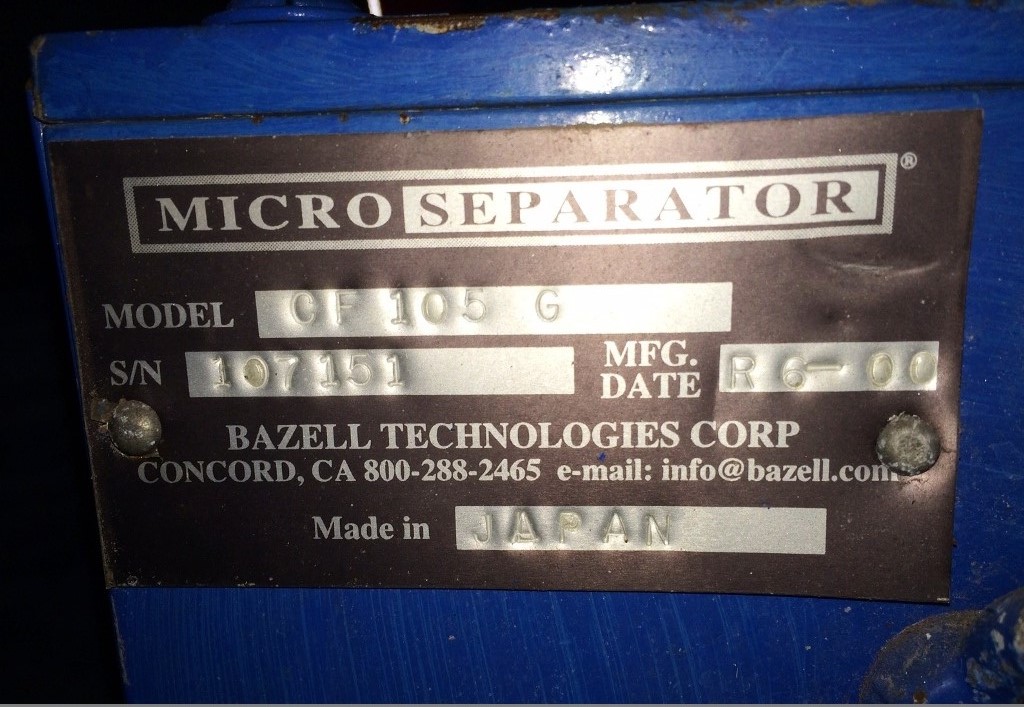 MICRO SEPARATOR®
MODEL CF 105 G
S/N 107151 MFG. DATE R 6-00
BAZELL TECHNOLOGIES CORP
CONCORD, CA 800-288-2465 e-mail: info@bazell.com
Made in JAPAN